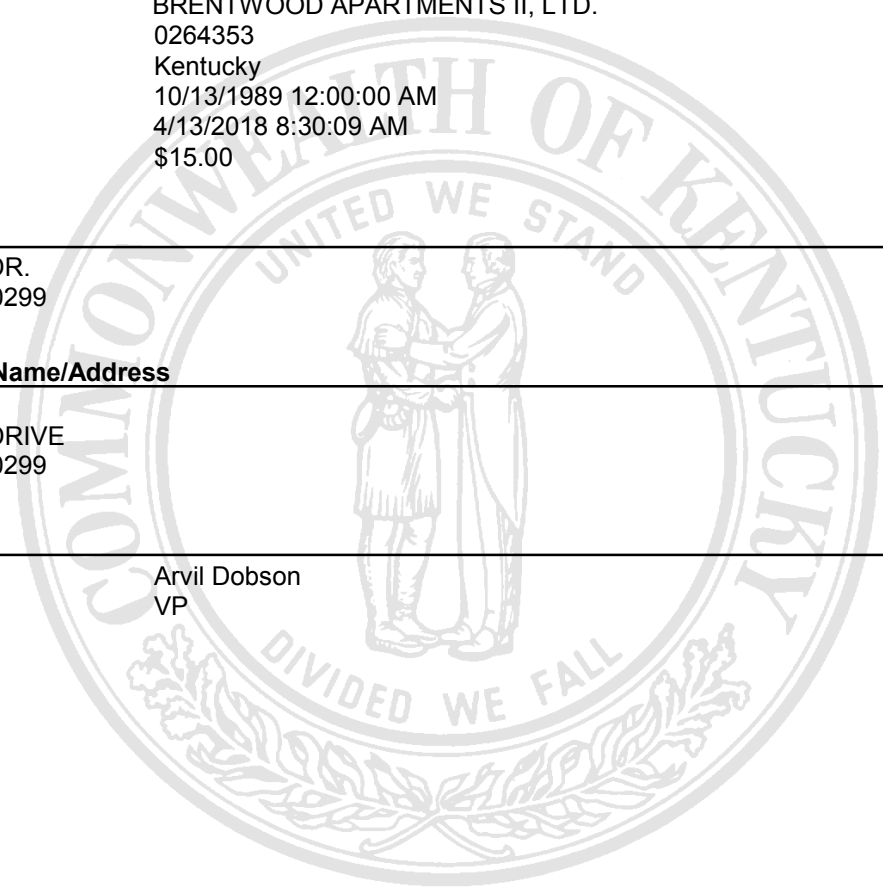 BRENTWOOD APARTMENTS II, LTD.
0264353
Kentucky
10/13/1989 12:00:00 AM
4/13/2018 8:30:09 AM
$15.00
DR.
0299
Name/Address
DRIVE
0299
Arvil Dobson
VP
COMMONWEALTH OF KENTUCKY
UNITED WE STAND
DIVIDED WE FALL